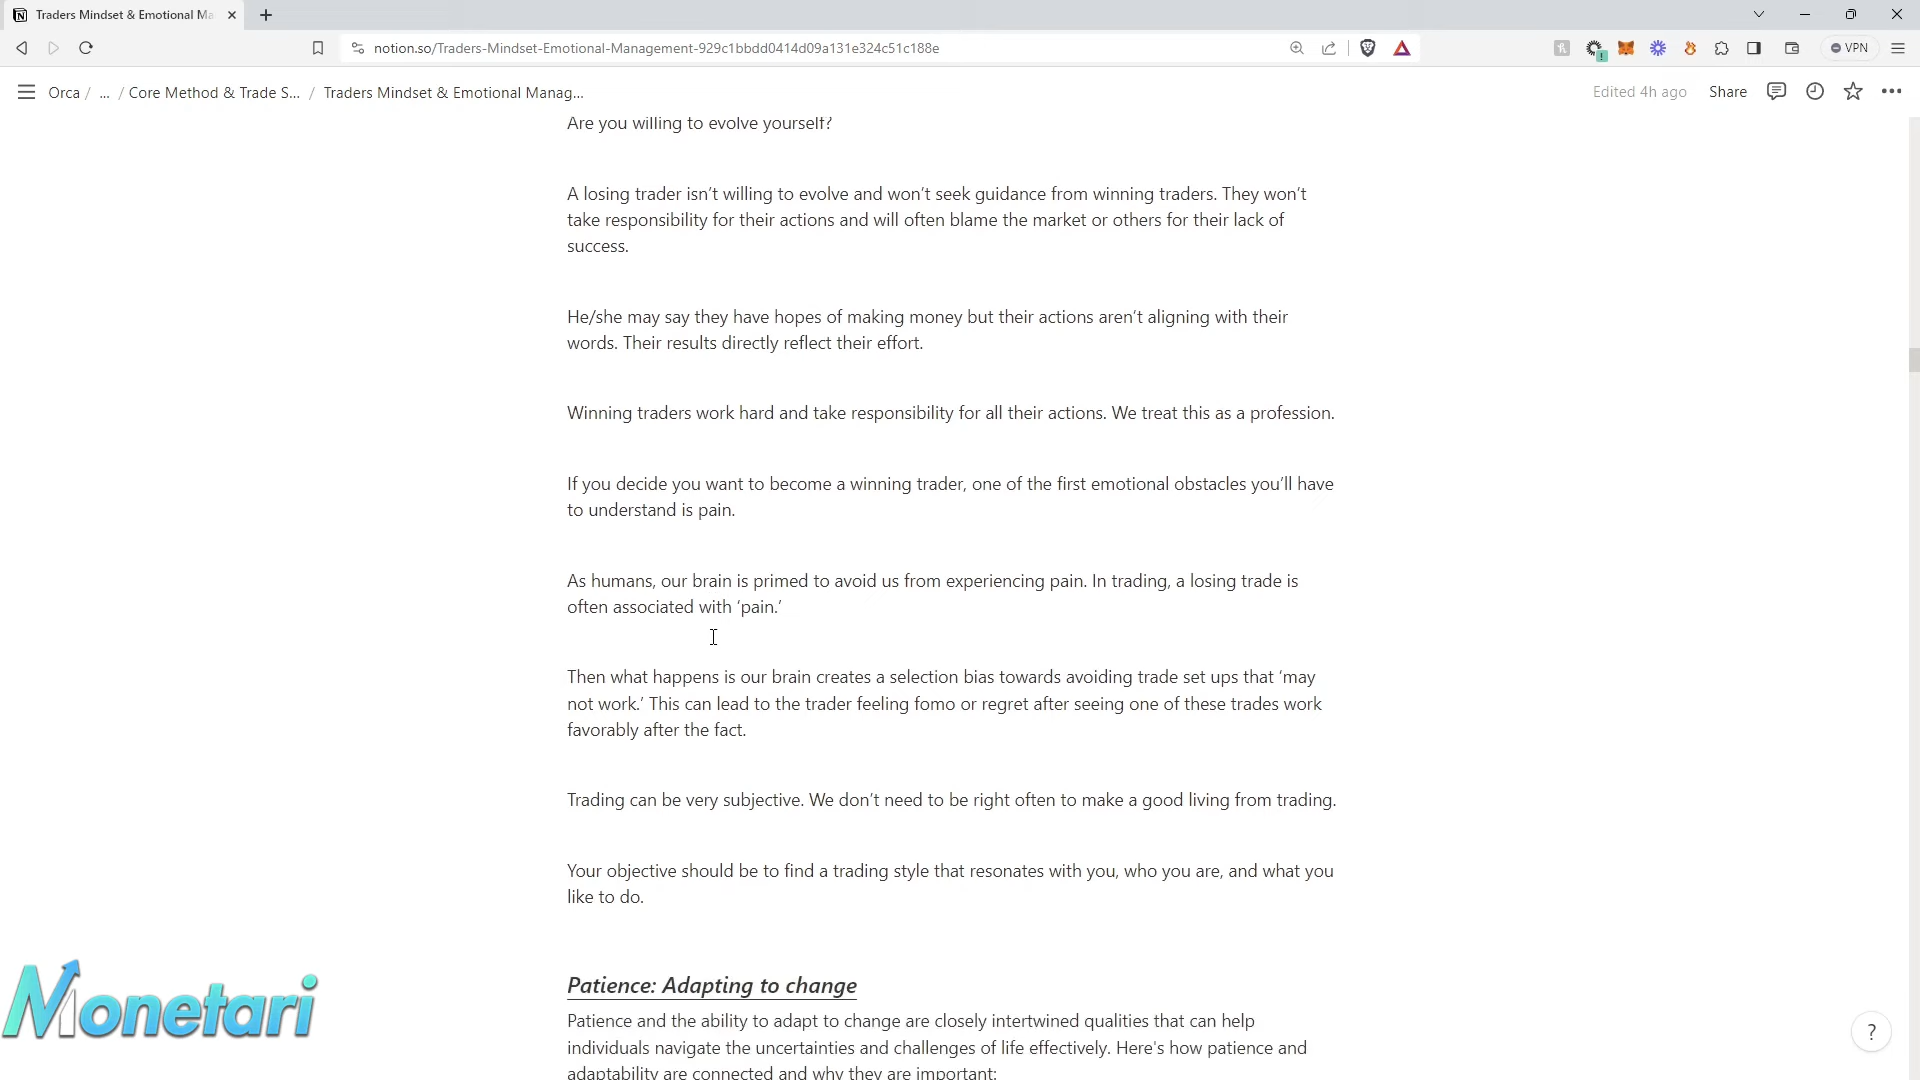 Traders Mindset & Emotional Ma
notion.so/Traders-Mindset-Emotional-Management-929c1bbdd0414d09a131e324c51c188e
VPN
Orca / ... / Core Method & Trade S... / Traders Mindset & Emotional Manag...
Edited 4h ago Share
Are you willing to evolve yourself?
A losing trader isn’t willing to evolve and won’t seek guidance from winning traders. They won’t
take responsibility for their actions and will often blame the market or others for their lack of
success.
He/she may say they have hopes of making money but their actions aren’t aligning with their
words. Their results directly reflect their effort.
Winning traders work hard and take responsibility for all their actions. We treat this as a profession.
If you decide you want to become a winning trader, one of the first emotional obstacles you’ll have
to understand is pain.
As humans, our brain is primed to avoid us from experiencing pain. In trading, a losing trade is
often associated with ‘pain.’
Then what happens is our brain creates a selection bias towards avoiding trade set ups that ‘may
not work.’ This can lead to the trader feeling fomo or regret after seeing one of these trades work
favorably after the fact.
Trading can be very subjective. We don’t need to be right often to make a good living from trading.
Your objective should be to find a trading style that resonates with you, who you are, and what you
like to do.
Patience: Adapting to change
Patience and the ability to adapt to change are closely intertwined qualities that can help
individuals navigate the uncertainties and challenges of life effectively. Here's how patience and
adaptability are connected and why they are important:
Monetari
?